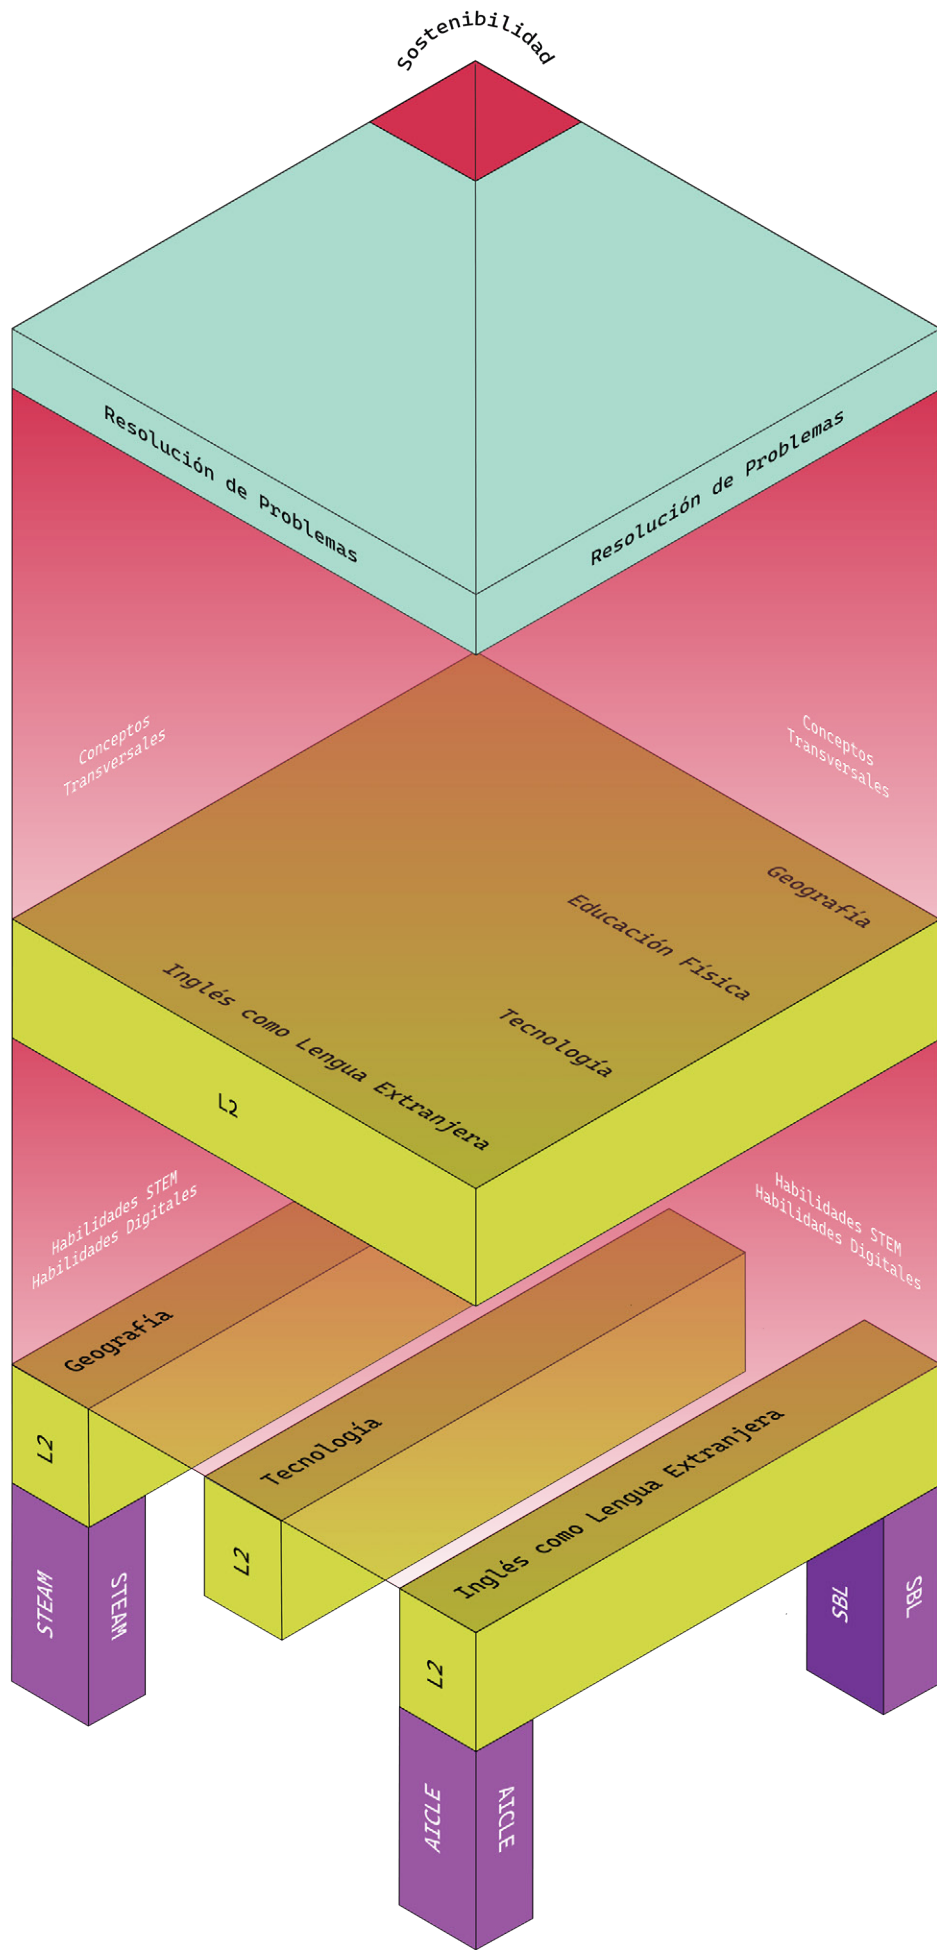 Sostenibilidad
Resolución de Problemas
Resolución de Problemas
Conceptos
Transversales
Conceptos
Transversales
Geografía
Educación Física
Tecnología
Inglés como Lengua Extranjera
L2
Habilidades STEM
Habilidades Digitales
Habilidades STEM
Habilidades Digitales
Geografía
Tecnología
Inglés como Lengua Extranjera
L2
L2
L2
STEAM
STEAM
SBL
SBL
AICLE
AICLE